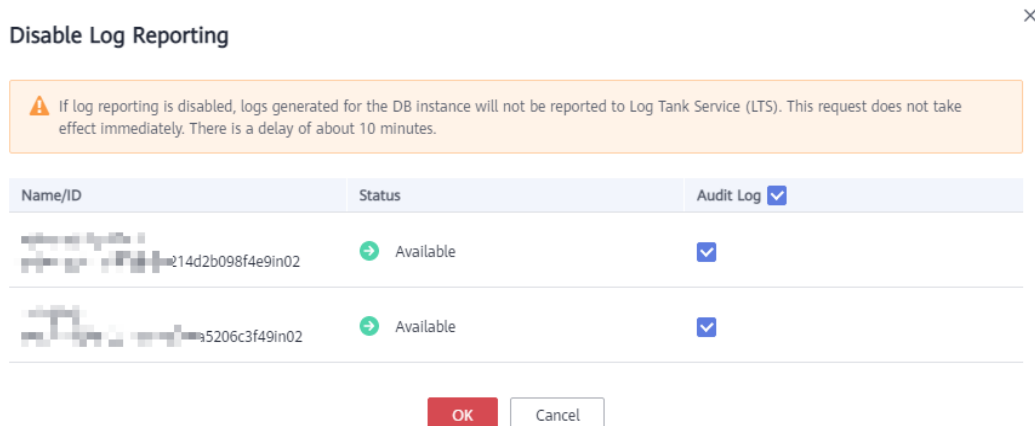 Disable Log Reporting
If log reporting is disabled, logs generated for the DB instance will not be reported to Log Tank Service (LTS). This request does not take
effect immediately. There is a delay of about 10 minutes.
Name/ID Status Audit Log
214d2b098f4e9in02 Available
a5206c3f49in02 Available
OK Cancel